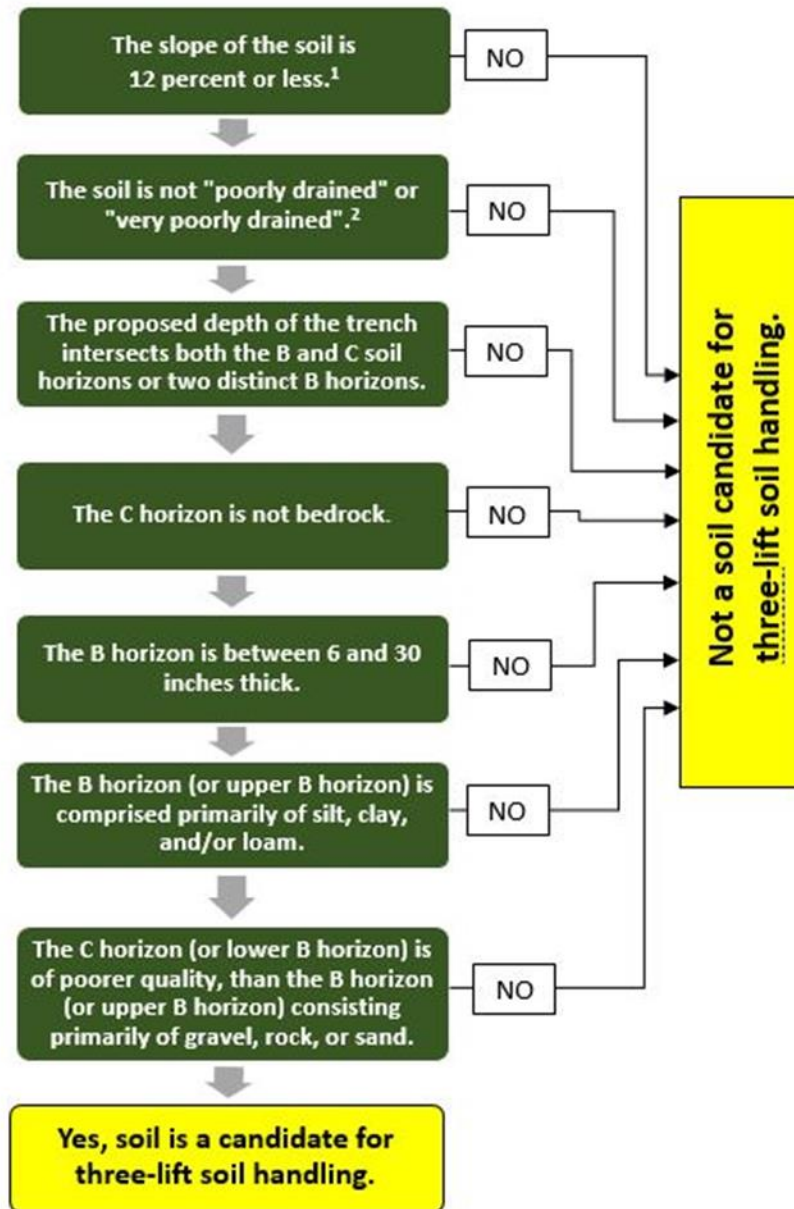 The slope of the soil is
12 percent or less.¹
NO
The soil is not "poorly drained" or
"very poorly drained".²
NO
The proposed depth of the trench
intersects both the B and C soil
horizons or two distinct B horizons.
NO
The C horizon is not bedrock.
NO
The B horizon is between 6 and 30
inches thick.
NO
The B horizon (or upper B horizon) is
comprised primarily of silt, clay,
and/or loam.
NO
The C horizon (or lower B horizon) is
of poorer quality, than the B horizon
(or upper B horizon) consisting
primarily of gravel, rock, or sand.
NO
Yes, soil is a candidate for
three-lift soil handling.
Not a soil candidate for
three-lift soil handling.